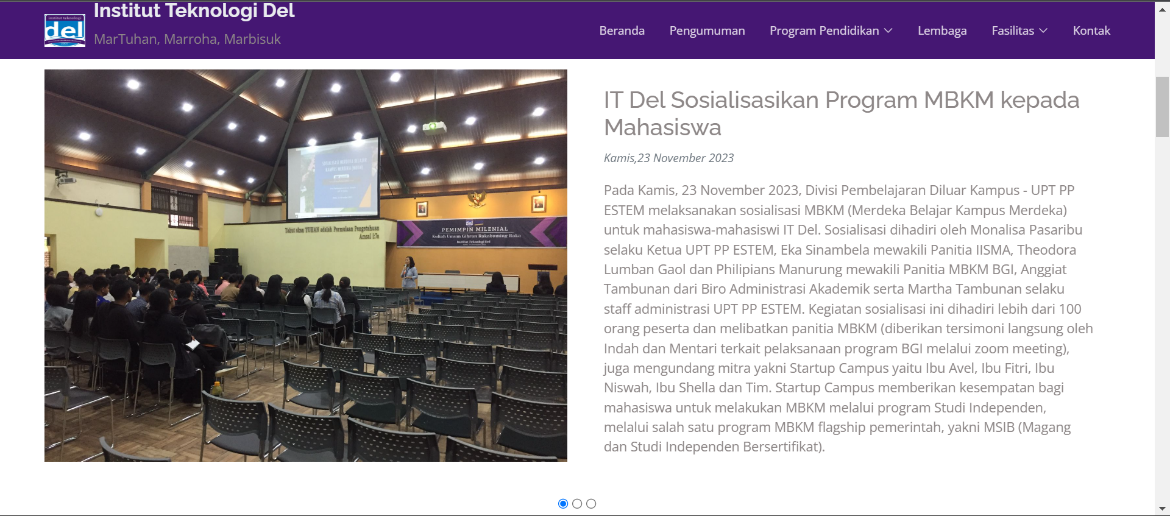 Institut Teknologi Del
del
MarTuhan, Marroha, Marbisuk
Beranda
Pengumuman
Program Pendidikan
Lembaga
Fasilitas
Kontak
PEMIMPIN MILENIAL
IT Del Sosialisasikan Program MBKM kepada
Mahasiswa
Kamis,23 November 2023
Pada Kamis, 23 November 2023, Divisi Pembelajaran Diluar Kampus - UPT PP
ESTEM melaksanakan sosialisasi MBKM (Merdeka Belajar Kampus Merdeka)
untuk mahasiswa-mahasiswi IT Del. Sosialisasi dihadiri oleh Monalisa Pasaribu
selaku Ketua UPT PP ESTEM, Eka Sinambela mewakili Panitia IISMA, Theodora
Lumban Gaol dan Philipians Manurung mewakili Panitia MBKM BGI, Anggiat
Tambunan dari Biro Administrasi Akademik serta Martha Tambunan selaku
staff administrasi UPT PP ESTEM. Kegiatan sosialisasi ini dihadiri lebih dari 100
orang peserta dan melibatkan panitia MBKM (diberikan tersimoni langsung oleh
Indah dan Mentari terkait pelaksanaan program BGI melalui zoom meeting),
juga mengundang mitra yakni Startup Campus yaitu Ibu Avel, Ibu Fitri, Ibu
Niswah, Ibu Shella dan Tim. Startup Campus memberikan kesempatan bagi
mahasiswa untuk melakukan MBKM melalui program Studi Independen,
melalui salah satu program MBKM flagship pemerintah, yakni MSIB (Magang
dan Studi Independen Bersertifikat).